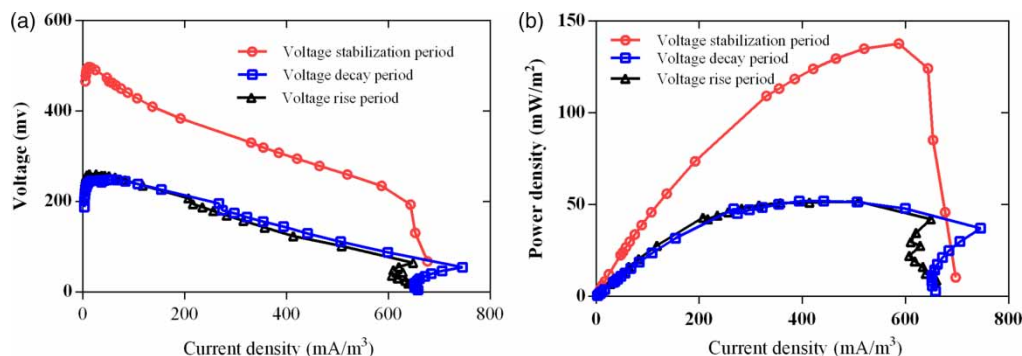 (a)
600
400
200
0
Voltage (mv)
Voltage stabilization period
Voltage decay period
Voltage rise period
0 200 400 600 800
Current density (mA/m³)
(b)
150
100
50
0
Power density (mW/m²)
Voltage stabilization period
Voltage decay period
Voltage rise period
0 200 400 600 800
Current density (mA/m³)